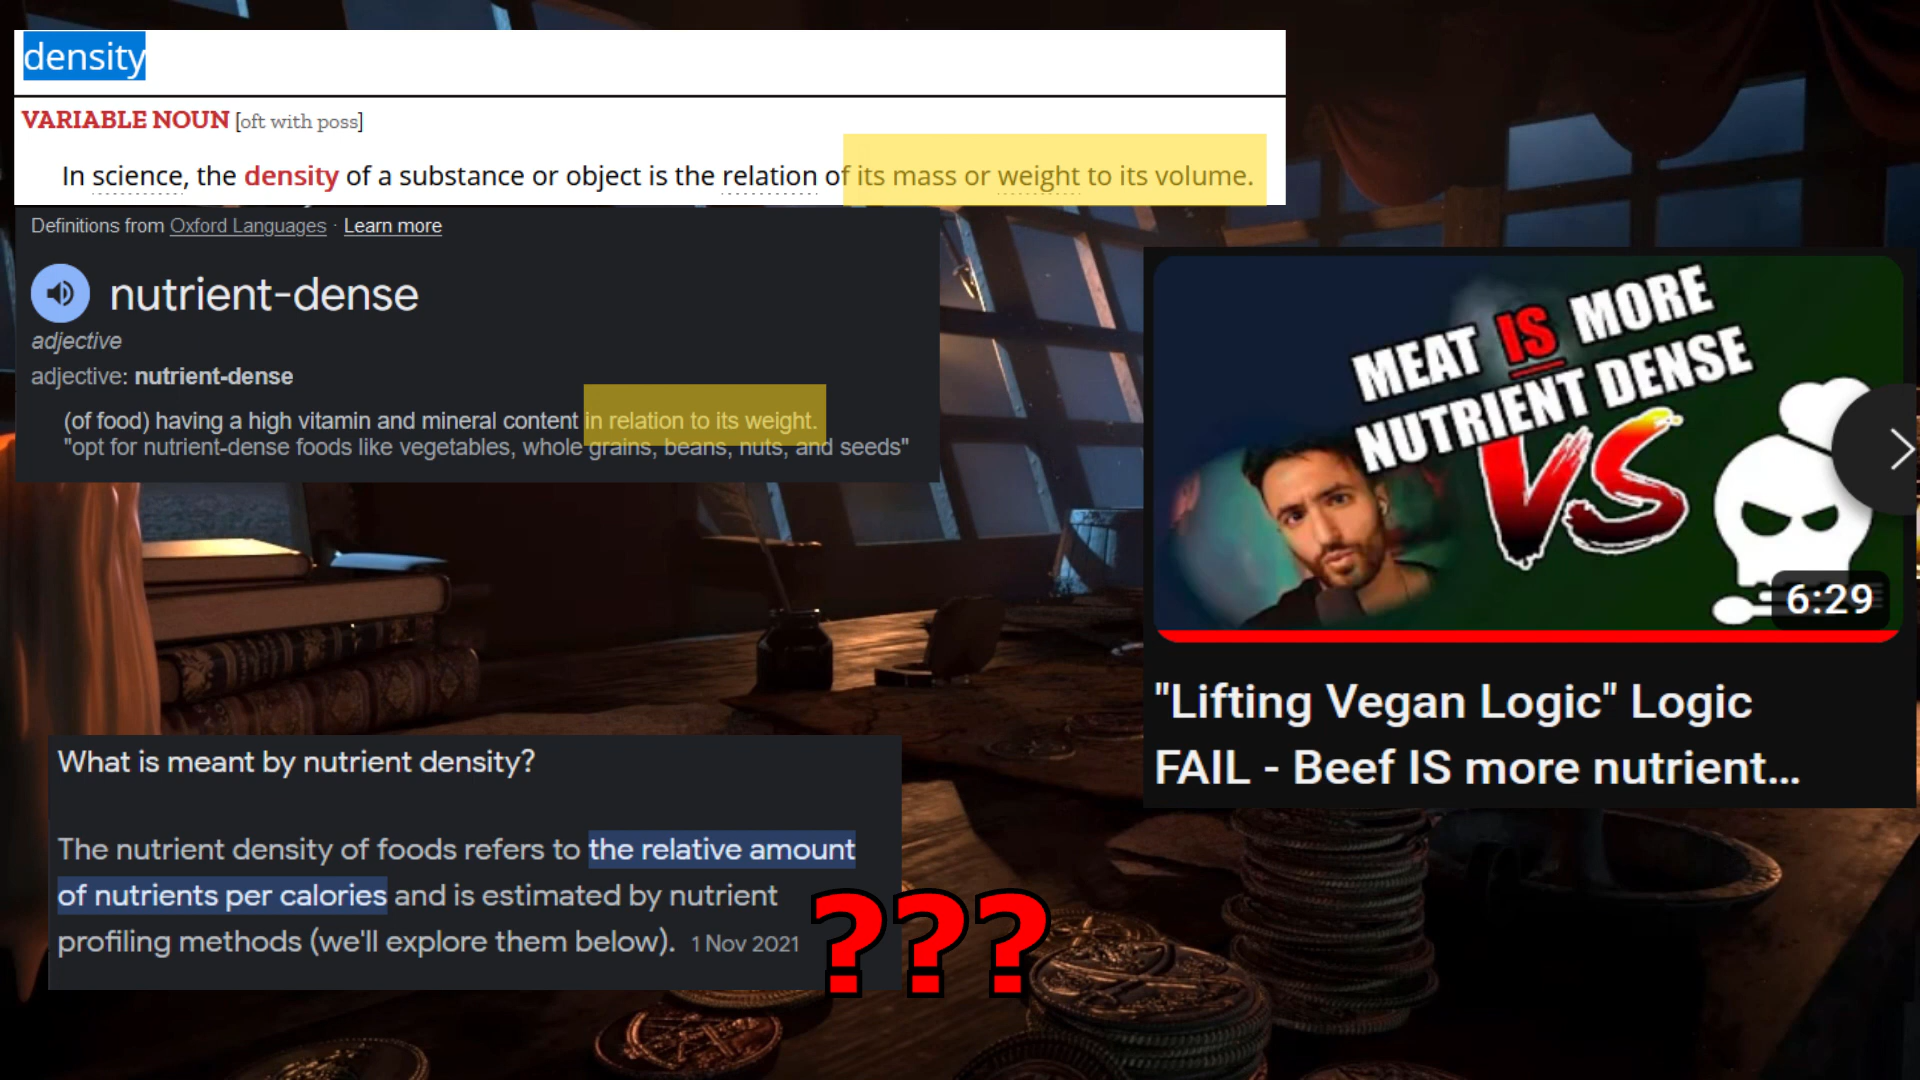 density
VARIABLE NOUN [oft with poss]
In science, the density of a substance or object is the relation of its mass or weight to its volume.
Definitions from Oxford Languages · Learn more
nutrient-dense
adjective
adjective: nutrient-dense
(of food) having a high vitamin and mineral content in relation to its weight.
"opt for nutrient-dense foods like vegetables, whole grains, beans, nuts, and seeds"
MEAT IS MORE
NUTRIENT DENSE
VS
6:29
"Lifting Vegan Logic" Logic
FAIL - Beef IS more nutrient...
What is meant by nutrient density?
The nutrient density of foods refers to the relative amount
of nutrients per calories and is estimated by nutrient
profiling methods (we'll explore them below). 1 Nov 2021
???